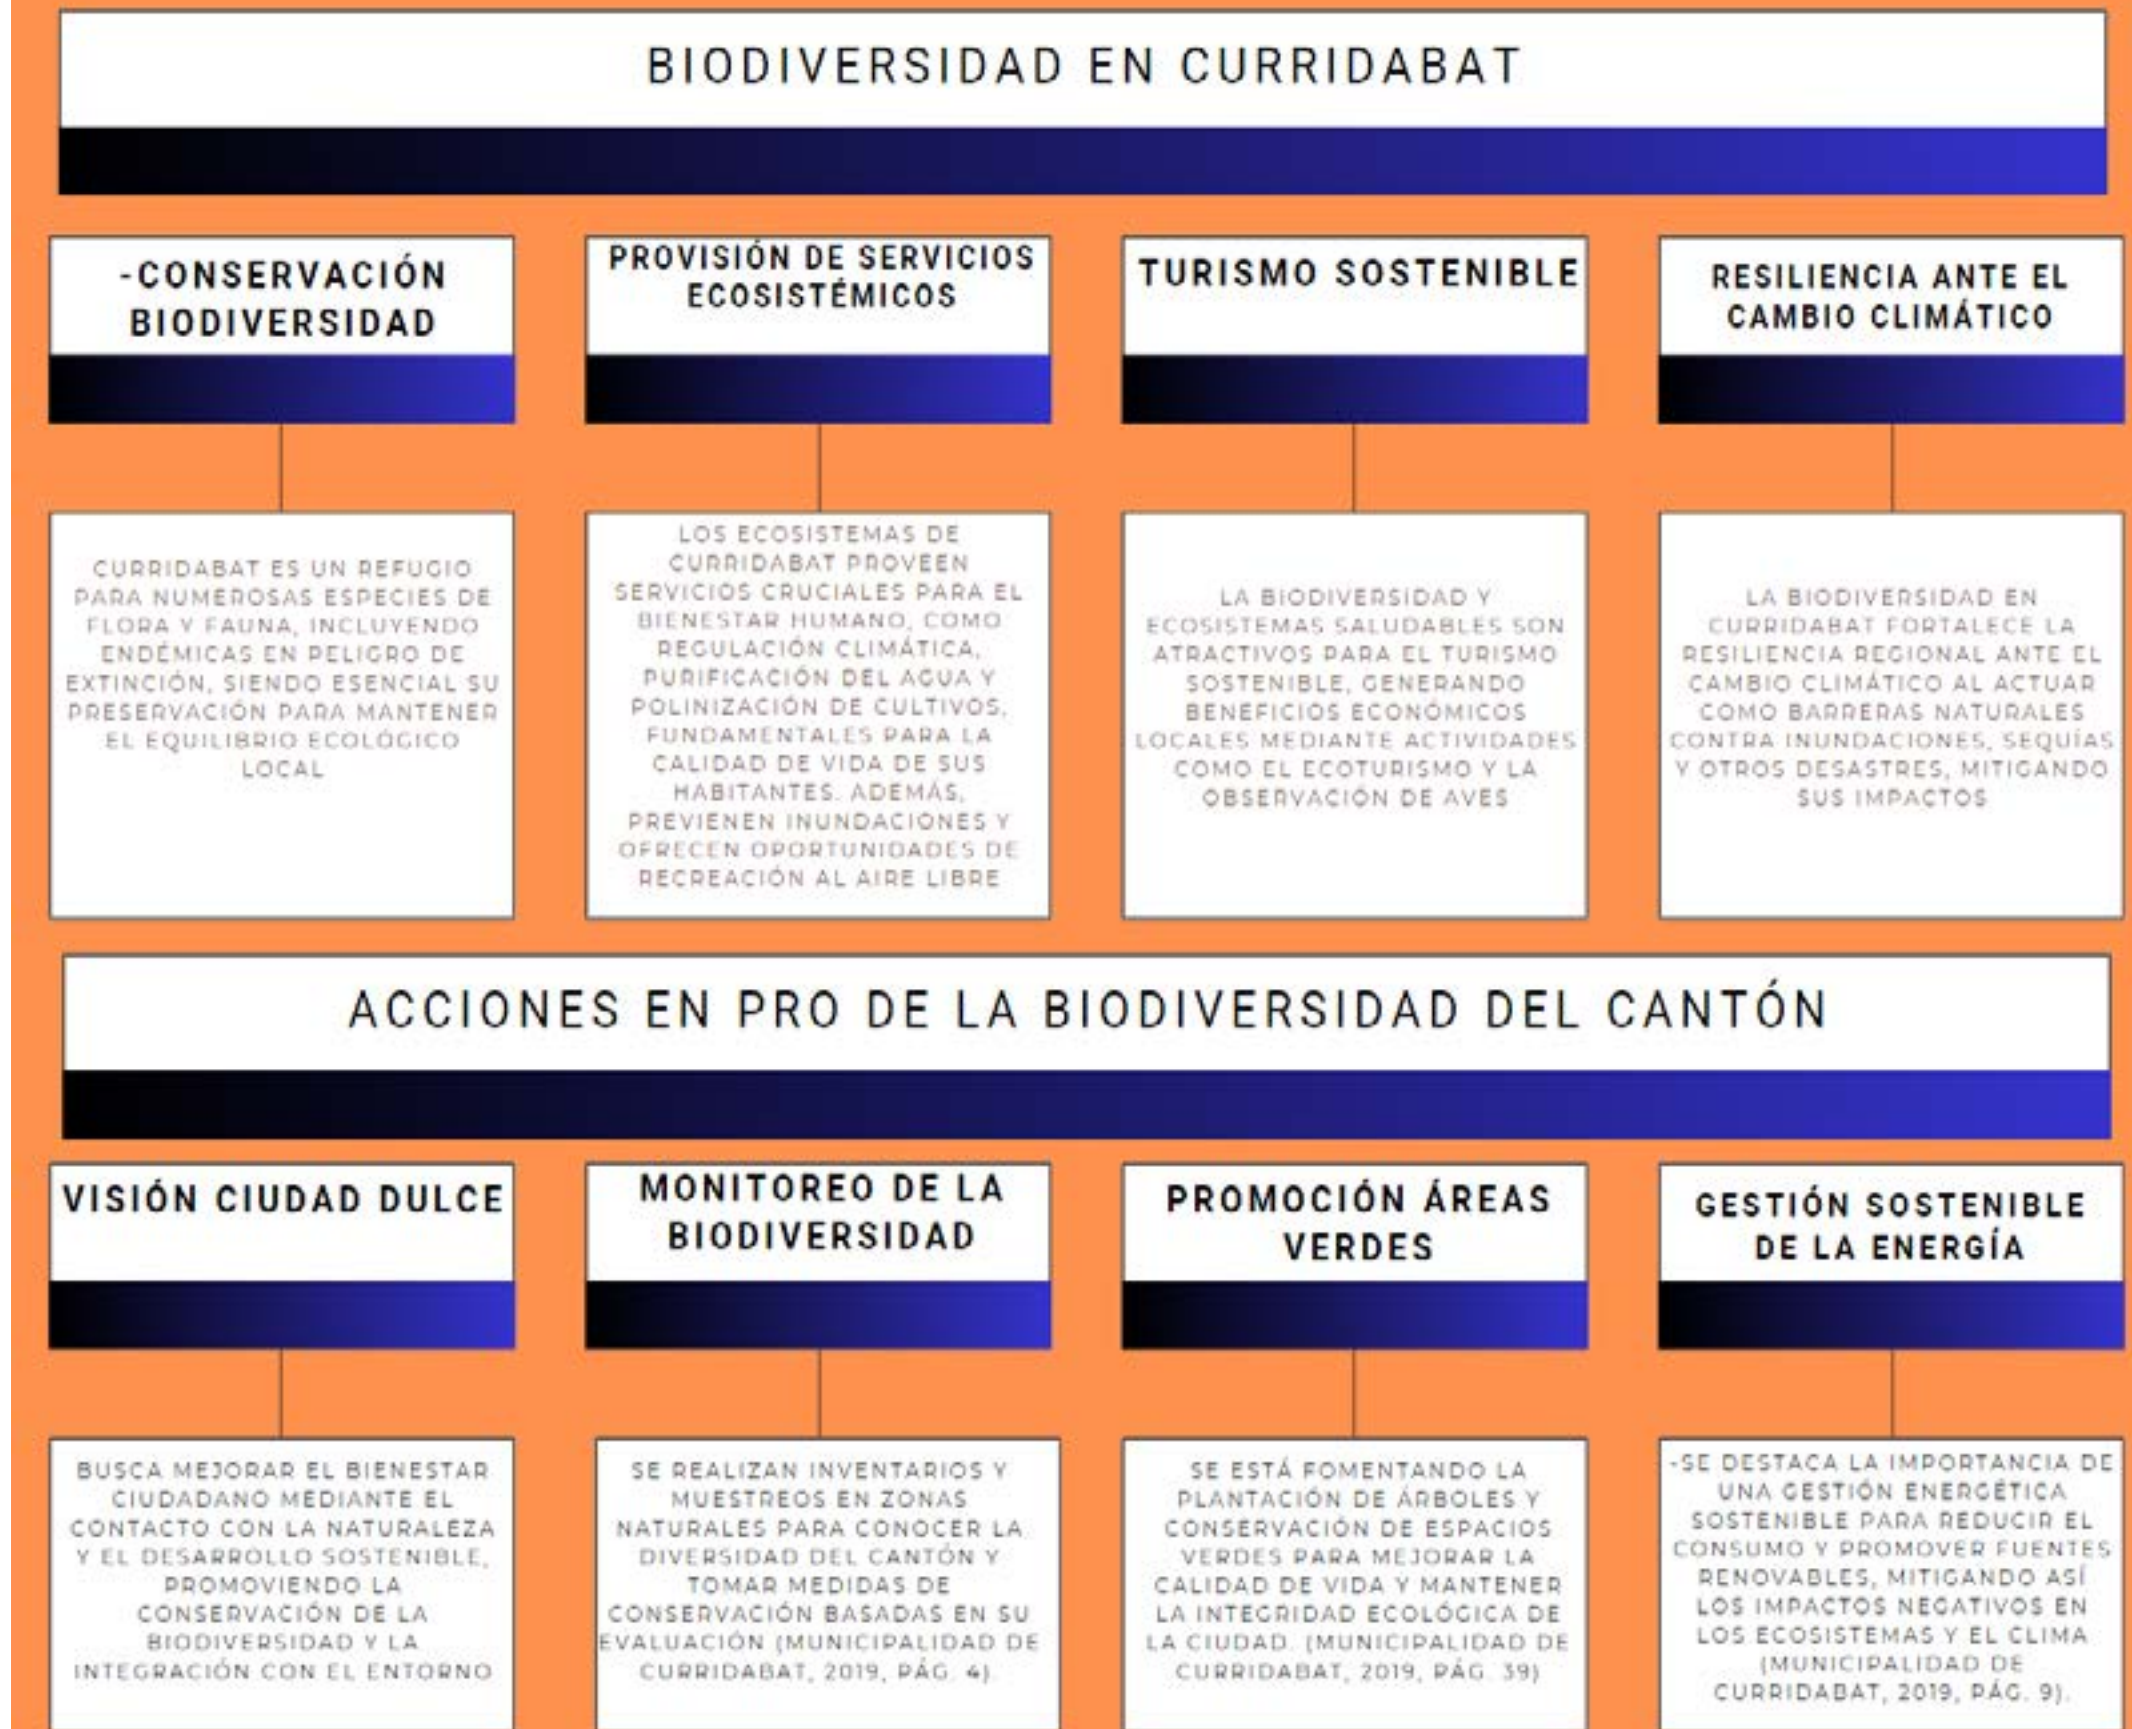 BIODIVERSIDAD EN CURRIDABAT
-CONSERVACIÓN
BIODIVERSIDAD
CURRIDABAT ES UN REFUGIO
PARA NUMEROSAS ESPECIES DE
FLORA Y FAUNA, INCLUYENDO
ENDÉMICAS EN PELIGRO DE
EXTINCIÓN, SIENDO ESENCIAL SU
PRESERVACIÓN PARA MANTENER
EL EQUILIBRIO ECOLÓGICO
LOCAL
PROVISIÓN DE SERVICIOS
ECOSISTÉMICOS
LOS ECOSISTEMAS DE
CURRIDABAT PROVEEN
SERVICIOS CRUCIALES PARA EL
BIENESTAR HUMANO, COMO
REGULACIÓN CLIMÁTICA,
PURIFICACIÓN DEL AGUA Y
POLINIZACIÓN DE CULTIVOS,
FUNDAMENTALES PARA LA
CALIDAD DE VIDA DE SUS
HABITANTES. ADEMÁS,
PREVIENEN INUNDACIONES Y
OFRECEN OPORTUNIDADES DE
RECREACIÓN AL AIRE LIBRE
TURISMO SOSTENIBLE
LA BIODIVERSIDAD Y
ECOSISTEMAS SALUDABLES SON
ATRACTIVOS PARA EL TURISMO
SOSTENIBLE, GENERANDO
BENEFICIOS ECONÓMICOS
LOCALES MEDIANTE ACTIVIDADES
COMO EL ECOTURISMO Y LA
OBSERVACIÓN DE AVES
RESILIENCIA ANTE EL
CAMBIO CLIMÁTICO
LA BIODIVERSIDAD EN
CURRIDABAT FORTALECE LA
RESILIENCIA REGIONAL ANTE EL
CAMBIO CLIMÁTICO AL ACTUAR
COMO BARRERAS NATURALES
CONTRA INUNDACIONES, SEQUÍAS
Y OTROS DESASTRES, MITIGANDO
SUS IMPACTOS
ACCIONES EN PRO DE LA BIODIVERSIDAD DEL CANTÓN
VISIÓN CIUDAD DULCE
BUSCA MEJORAR EL BIENESTAR
CIUDADANO MEDIANTE EL
CONTACTO CON LA NATURALEZA
Y EL DESARROLLO SOSTENIBLE,
PROMOVIENDO LA
CONSERVACIÓN DE LA
BIODIVERSIDAD Y LA
INTEGRACIÓN CON EL ENTORNO
MONITOREO DE LA
BIODIVERSIDAD
SE REALIZAN INVENTARIOS Y
MUESTREOS EN ZONAS
NATURALES PARA CONOCER LA
DIVERSIDAD DEL CANTÓN Y
TOMAR MEDIDAS DE
CONSERVACIÓN BASADAS EN SU
EVALUACIÓN (MUNICIPALIDAD DE
CURRIDABAT, 2019, PÁG. 4).
PROMOCIÓN ÁREAS
VERDES
SE ESTÁ FOMENTANDO LA
PLANTACIÓN DE ÁRBOLES Y
CONSERVACIÓN DE ESPACIOS
VERDES PARA MEJORAR LA
CALIDAD DE VIDA Y MANTENER
LA INTEGRIDAD ECOLÓGICA DE
LA CIUDAD. (MUNICIPALIDAD DE
CURRIDABAT, 2019, PÁG. 39)
GESTIÓN SOSTENIBLE
DE LA ENERGÍA
-SE DESTACA LA IMPORTANCIA DE
UNA GESTIÓN ENERGÉTICA
SOSTENIBLE PARA REDUCIR EL
CONSUMO Y PROMOVER FUENTES
RENOVABLES, MITIGANDO ASÍ
LOS IMPACTOS NEGATIVOS EN
LOS ECOSISTEMAS Y EL CLIMA
(MUNICIPALIDAD DE
CURRIDABAT, 2019, PÁG. 9).